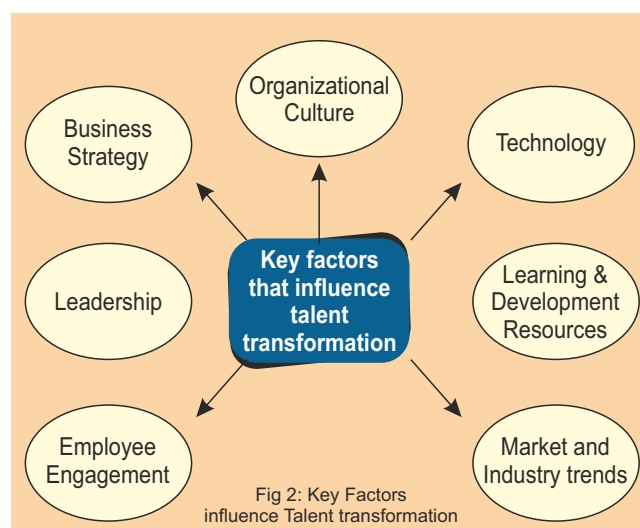 Organizational
Culture
Business
Strategy
Technology
Key factors
that influence
talent
transformation
Leadership
Learning &
Development
Resources
Employee
Engagement
Market and
Industry trends
Fig 2: Key Factors
influence Talent transformation